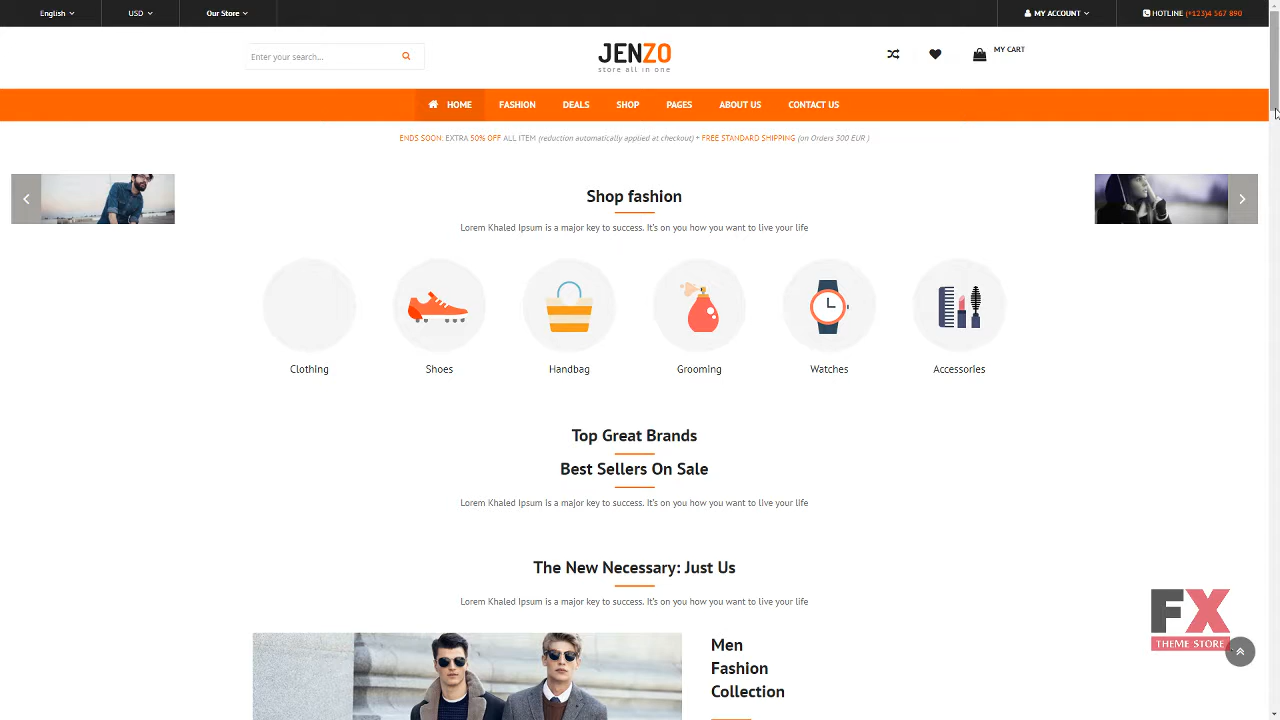 English
USD
Our Store
MY ACCOUNT
HOTLINE (+123)4 567 890
Enter your search...
JENZO
store all in one
MY CART
HOME
FASHION
DEALS
SHOP
PAGES
ABOUT US
CONTACT US
ENDS SOON: EXTRA 50% OFF ALL ITEM (reduction automatically applied at checkout) • FREE STANDARD SHIPPING (on Orders 300 EUR )
Shop fashion
Lorem Khaled Ipsum is a major key to success. It's on you how you want to live your life
Clothing
Shoes
Handbag
Grooming
Watches
Accessories
Top Great Brands
Best Sellers On Sale
Lorem Khaled Ipsum is a major key to success. It's on you how you want to live your life
The New Necessary: Just Us
Lorem Khaled Ipsum is a major key to success. It's on you how you want to live your life
Men
Fashion
Collection
FX
THEME STORE